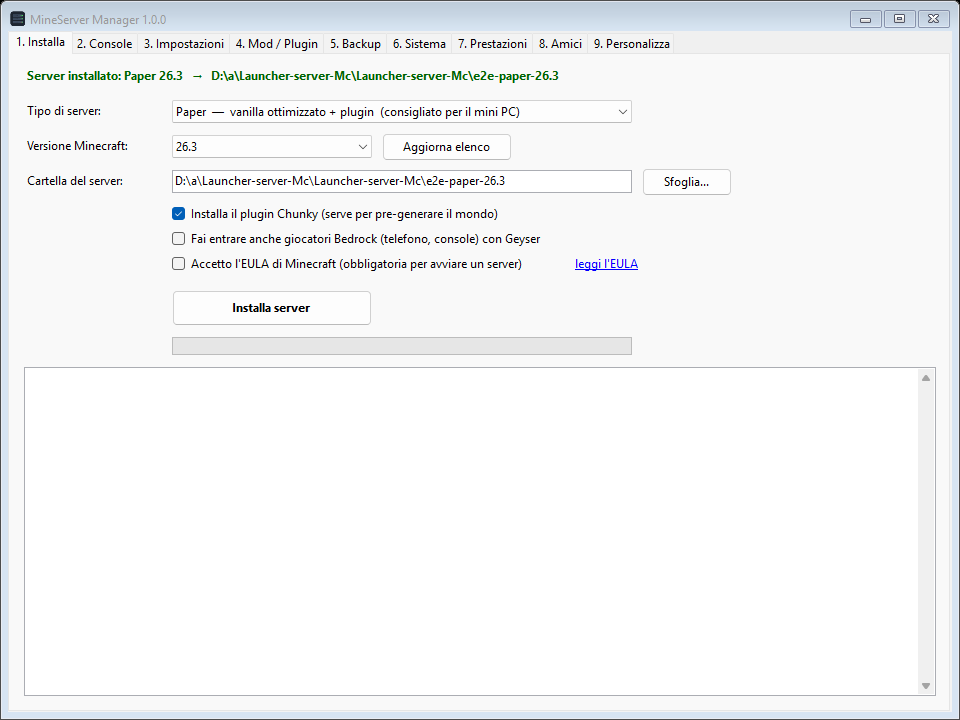 MineServer Manager 1.0.0
1. Installa 2. Console 3. Impostazioni 4. Mod / Plugin 5. Backup 6. Sistema 7. Prestazioni 8. Amici 9. Personalizza
Server installato: Paper 26.3 → D:\a\Launcher-server-Mc\Launcher-server-Mc\e2e-paper-26.3
Tipo di server: Paper — vanilla ottimizzato + plugin (consigliato per il mini PC)
Versione Minecraft: 26.3 Aggiorna elenco
Cartella del server: D:\a\Launcher-server-Mc\Launcher-server-Mc\e2e-paper-26.3 Sfoglia...
Installa il plugin Chunky (serve per pre-generare il mondo)
Fai entrare anche giocatori Bedrock (telefono, console) con Geyser
Accetto l'EULA di Minecraft (obbligatoria per avviare un server) leggi l'EULA
Installa server